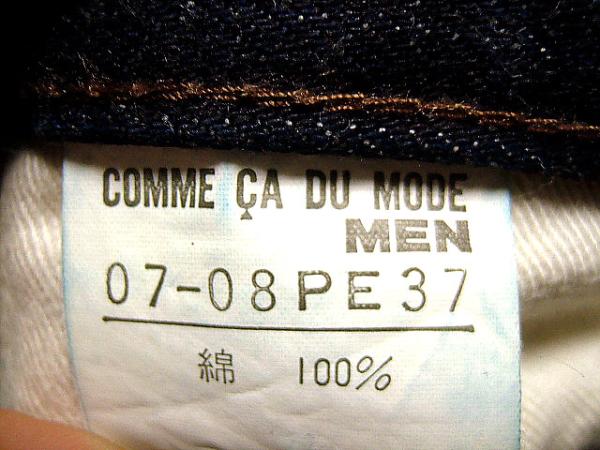 COMME ÇA DU MODE
MEN
07-08PE37
綿 100%